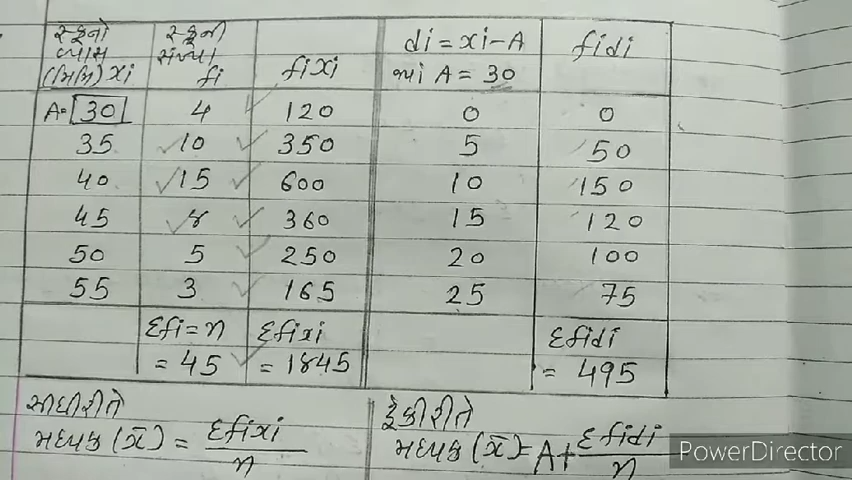 સ્ક્રૂનો વ્યાસ (મિમિ) xi | સ્ક્રૂની સંખ્યા fi | fixi | di = xi - A જ્યાં A = 30 | fidi
A = 30 | 4 | 120 | 0 | 0
35 | 10 | 350 | 5 | 50
40 | 15 | 600 | 10 | 150
45 | 8 | 360 | 15 | 120
50 | 5 | 250 | 20 | 100
55 | 3 | 165 | 25 | 75
Σfi = n = 45 | Σfixi = 1845 | Σfidi = 495
મધ્યક (x̄) = Σfixi / n
ટૂંકી રીતે
મધ્યક (x̄) = A + Σfidi / n
PowerDirector